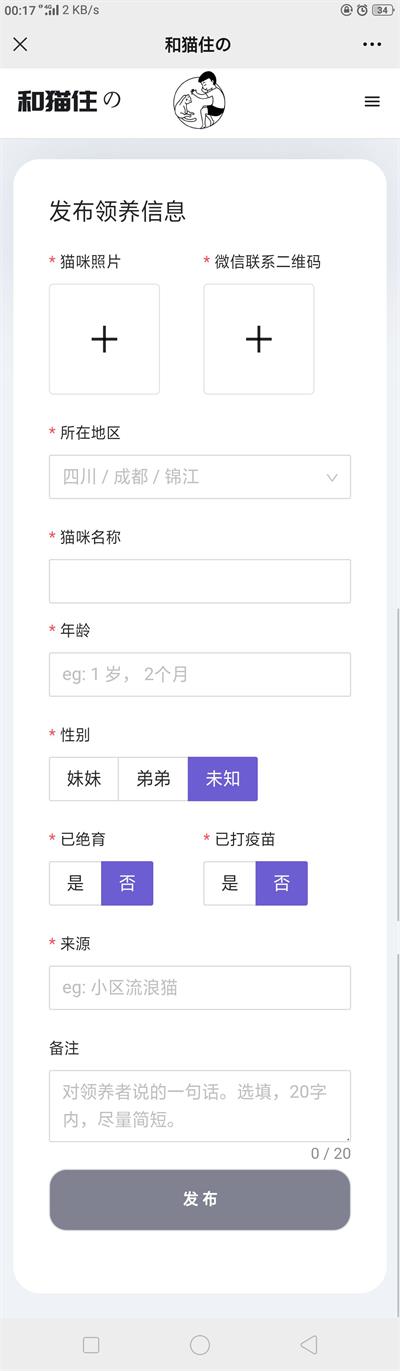 00:17 4G 2 KB/s 34
和猫住の
和猫住の
发布领养信息
* 猫咪照片 * 微信联系二维码
* 所在地区
四川 / 成都 / 锦江
* 猫咪名称
* 年龄
eg: 1 岁， 2个月
* 性别
妹妹 弟弟 未知
* 已绝育 * 已打疫苗
是 否 是 否
* 来源
eg: 小区流浪猫
备注
对领养者说的一句话。选填，20字
内，尽量简短。
0 / 20
发布